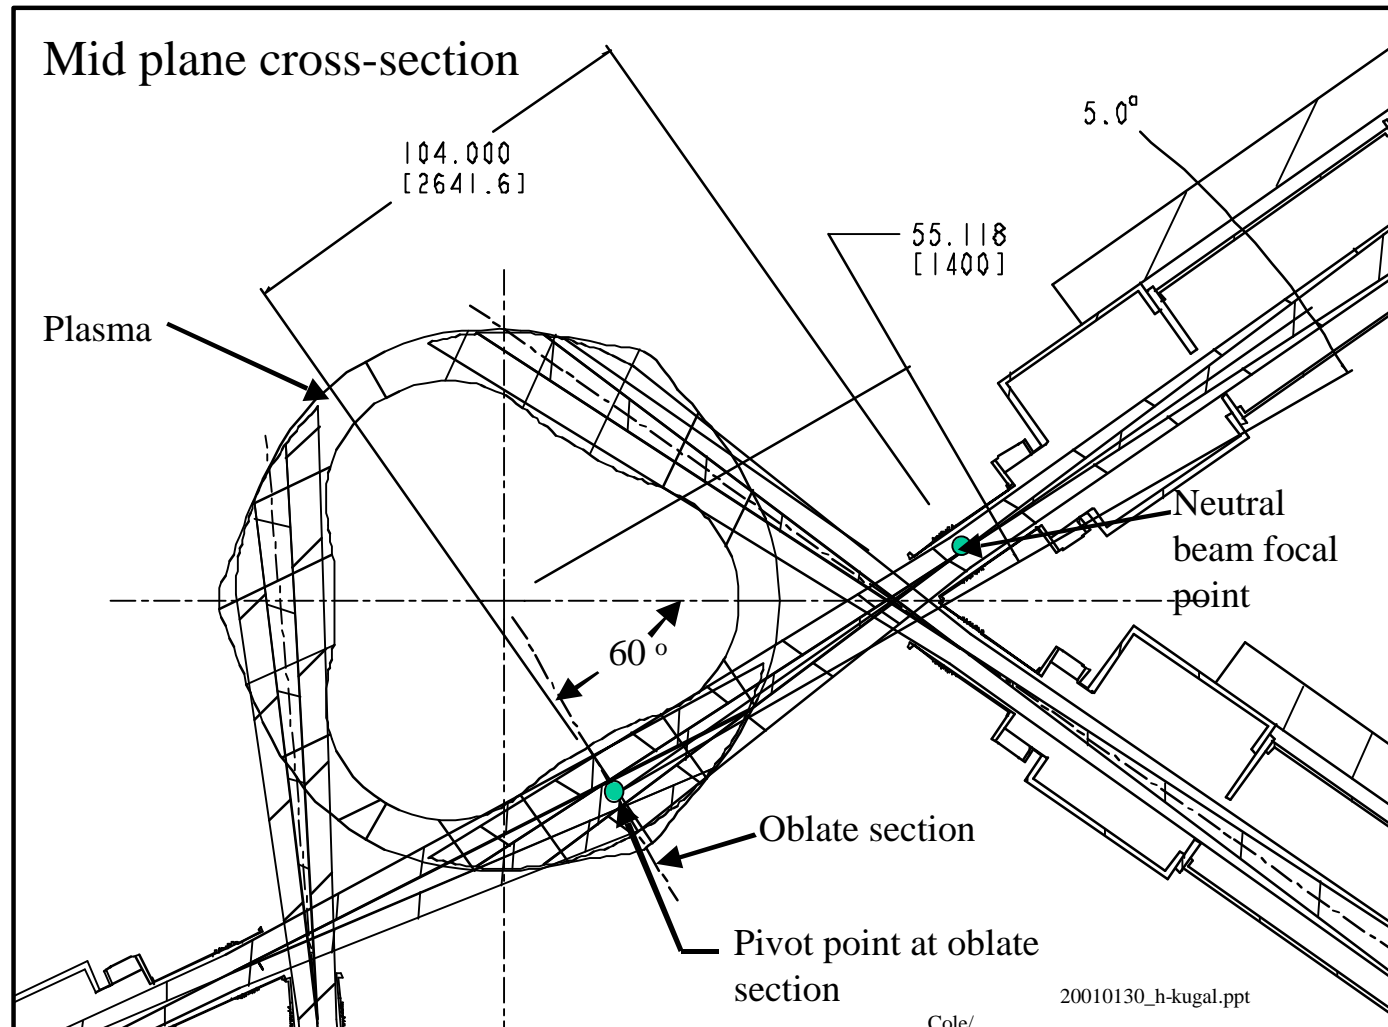 Mid plane cross-section
5.0°
104.000
[2641.6]
55.118
[1400]
Plasma
Neutral
beam focal
point
60 o
Oblate section
Pivot point at oblate
section
20010130_h-kugal.ppt
Cole/